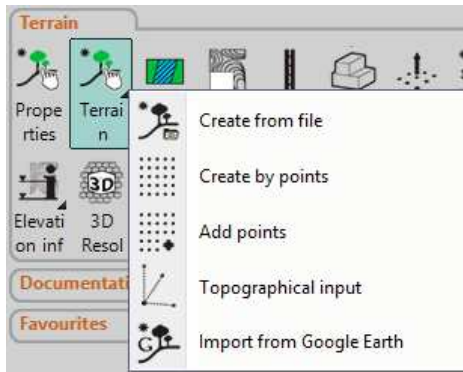 Terrain
Prope
rties
Terrai
n
Create from file
Create by points
Add points
Elevati
on inf
3D
3D
Resol
Topographical input
Documentati
Favourites
G
Import from Google Earth